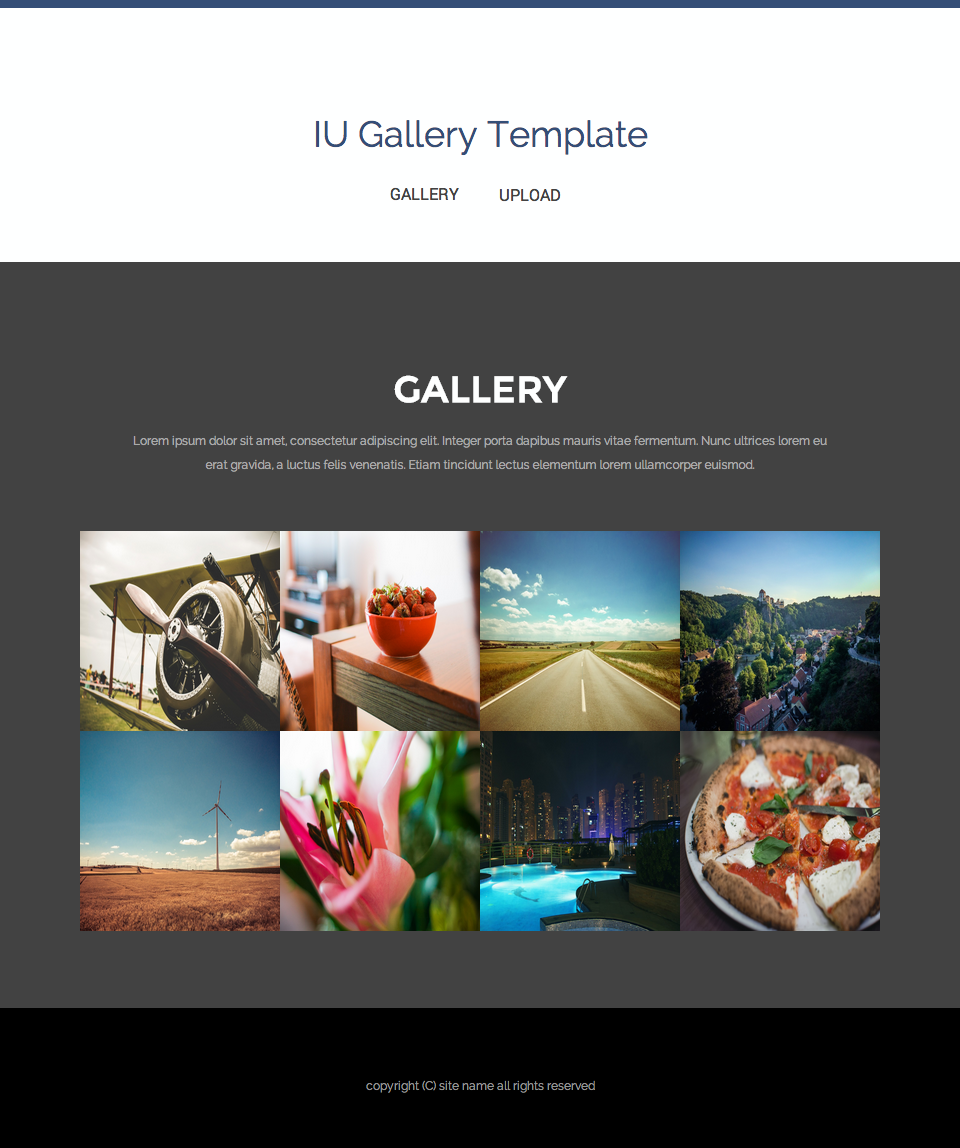 IU Gallery Template
GALLERY UPLOAD
GALLERY
Lorem ipsum dolor sit amet, consectetur adipiscing elit. Integer porta dapibus mauris vitae fermentum. Nunc ultrices lorem eu
erat gravida, a luctus felis venenatis. Etiam tincidunt lectus elementum lorem ullamcorper euismod.
copyright (C) site name all rights reserved